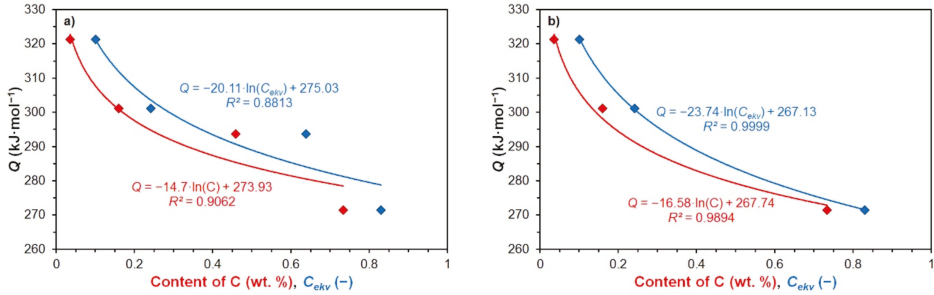 a)
330
320
310
300
290
280
270
260
Q (kJ·mol⁻¹)
Q = −20.11·ln(Cekv) + 275.03
R² = 0.8813
Q = −14.7·ln(C) + 273.93
R² = 0.9062
0 0.2 0.4 0.6 0.8 1
Content of C (wt. %), Cekv (−)
b)
330
320
310
300
290
280
270
260
Q (kJ·mol⁻¹)
Q = −23.74·ln(Cekv) + 267.13
R² = 0.9999
Q = −16.58·ln(C) + 267.74
R² = 0.9894
0 0.2 0.4 0.6 0.8 1
Content of C (wt. %), Cekv (−)